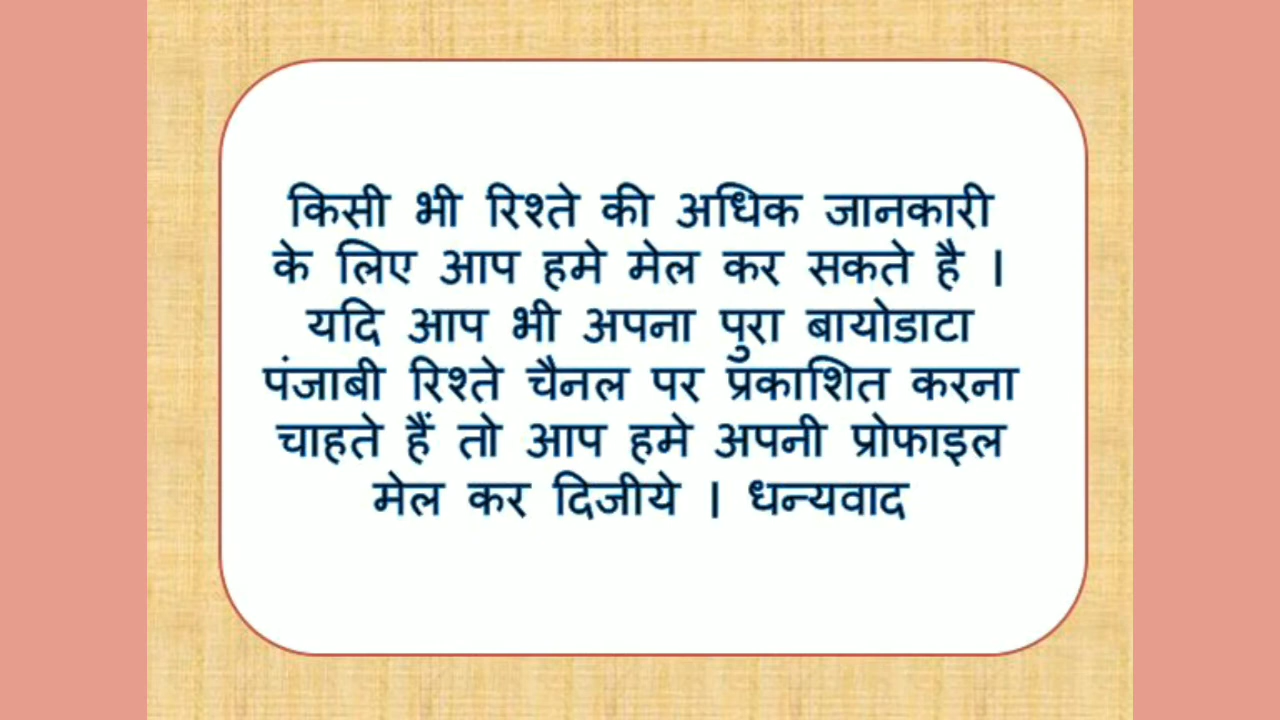 किसी भी रिश्ते की अधिक जानकारी
के लिए आप हमे मेल कर सकते है ।
यदि आप भी अपना पुरा बायोडाटा
पंजाबी रिश्ते चैनल पर प्रकाशित करना
चाहते हैं तो आप हमे अपनी प्रोफाइल
मेल कर दिजीये । धन्यवाद